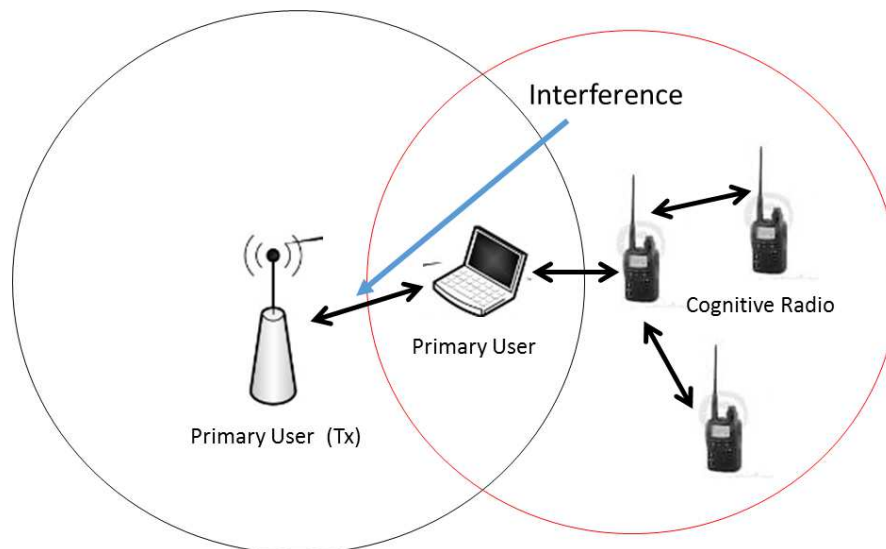 Interference
Cognitive Radio
Primary User
Primary User (Tx)